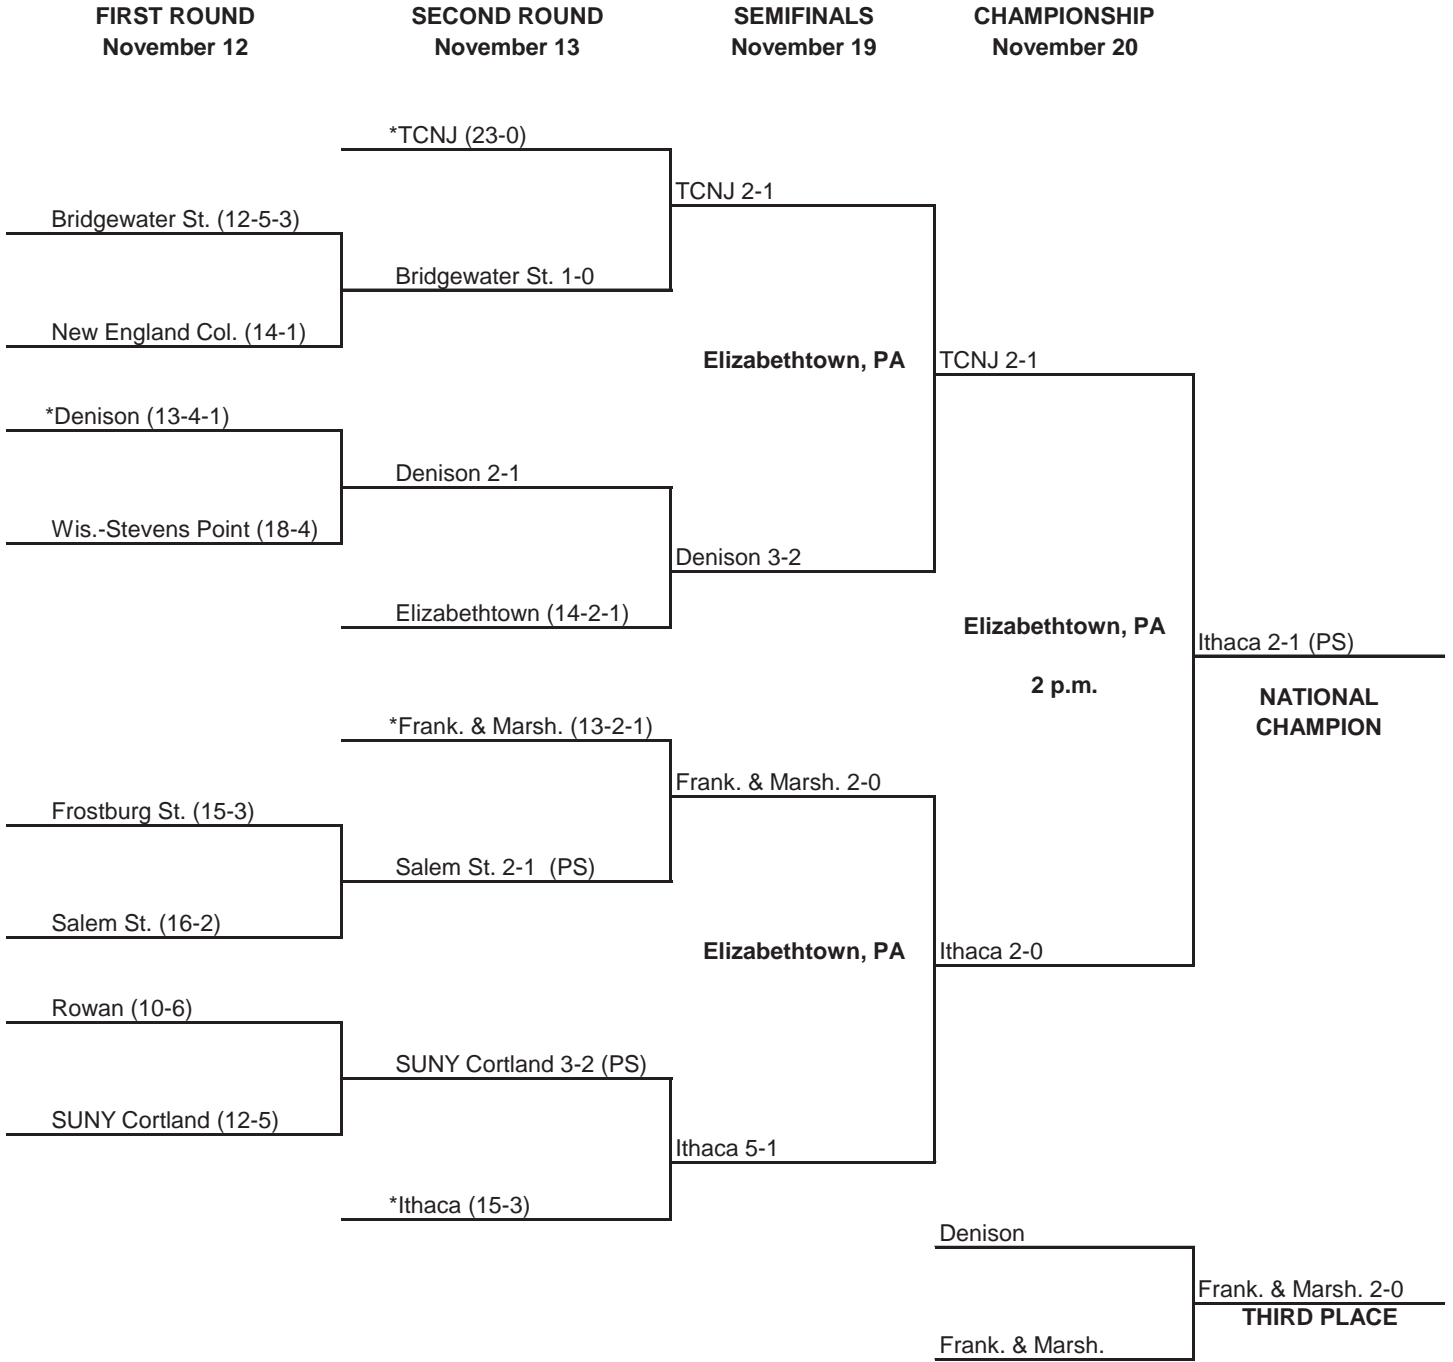 FIRST ROUND
November 12
SECOND ROUND
November 13
SEMIFINALS
November 19
CHAMPIONSHIP
November 20
*TCNJ (23-0)
TCNJ 2-1
Bridgewater St. (12-5-3)
Bridgewater St. 1-0
New England Col. (14-1)
Elizabethtown, PA
TCNJ 2-1
*Denison (13-4-1)
Denison 2-1
Wis.-Stevens Point (18-4)
Denison 3-2
Elizabethtown (14-2-1)
Elizabethtown, PA
2 p.m.
Ithaca 2-1 (PS)
NATIONAL
CHAMPION
*Frank. & Marsh. (13-2-1)
Frank. & Marsh. 2-0
Frostburg St. (15-3)
Salem St. 2-1  (PS)
Salem St. (16-2)
Elizabethtown, PA
Ithaca 2-0
Rowan (10-6)
SUNY Cortland 3-2 (PS)
SUNY Cortland (12-5)
Ithaca 5-1
*Ithaca (15-3)
Denison
Frank. & Marsh. 2-0
THIRD PLACE
Frank. & Marsh.